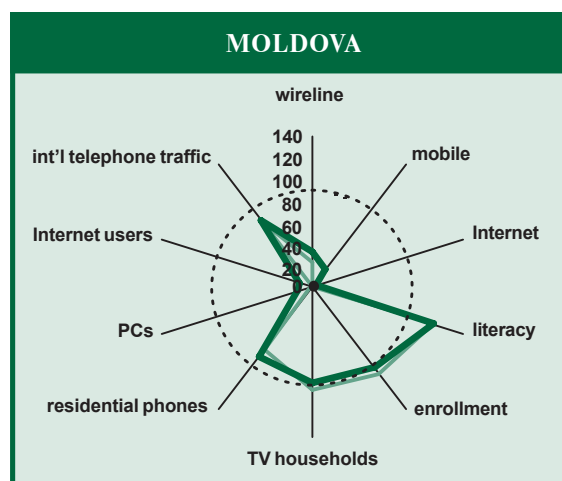 MOLDOVA
wireline
140
int'l telephone traffic
120
mobile
100
80
Internet users
60
Internet
40
20
0
PCs
literacy
residential phones
enrollment
TV households